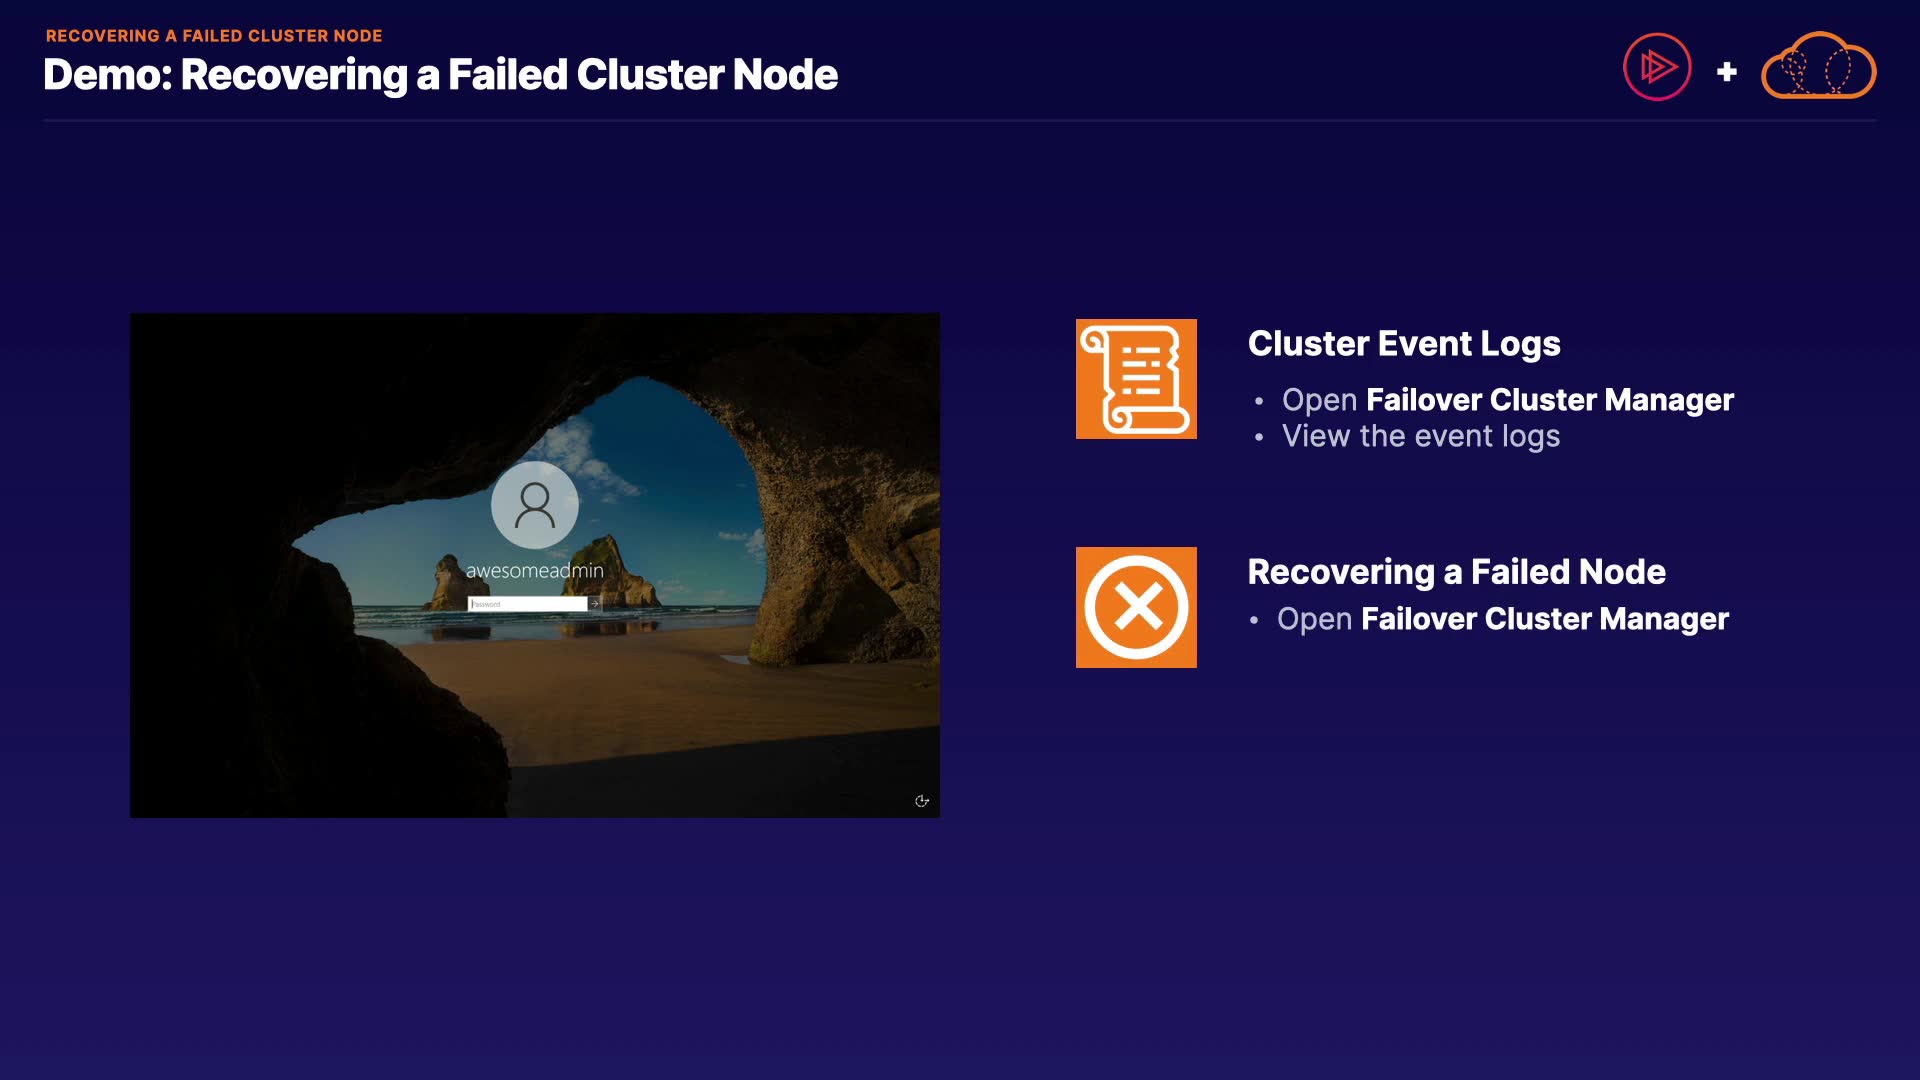 RECOVERING A FAILED CLUSTER NODE
Demo: Recovering a Failed Cluster Node
+
awesomeadmin
Password
Cluster Event Logs
• Open Failover Cluster Manager
• View the event logs
Recovering a Failed Node
• Open Failover Cluster Manager